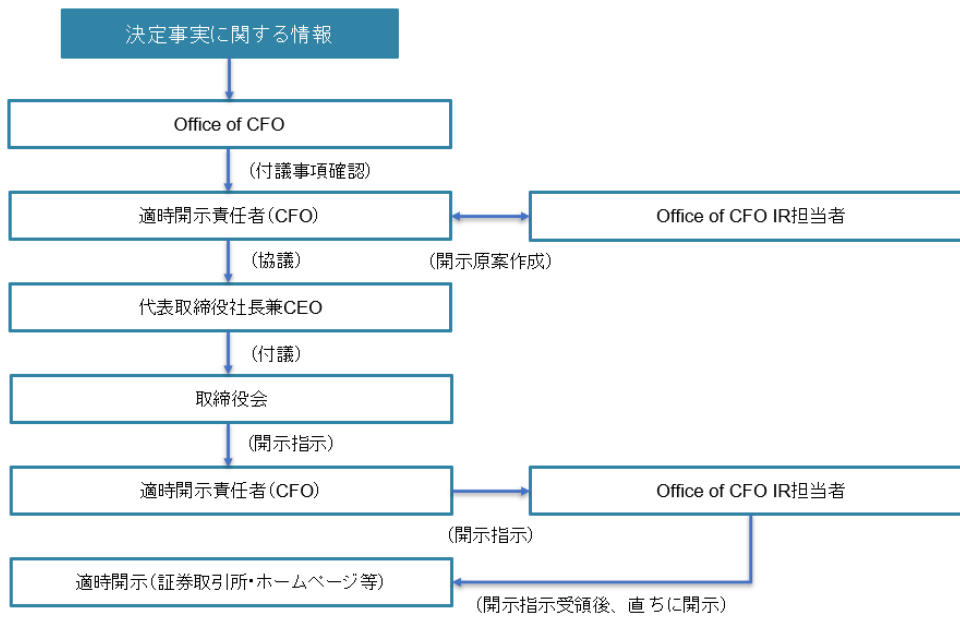 決定事実に関する情報
Office of CFO
(付議事項確認)
適時開示責任者(CFO)
Office of CFO IR担当者
(協議)
(開示原案作成)
代表取締役社長兼CEO
(付議)
取締役会
(開示指示)
適時開示責任者(CFO)
Office of CFO IR担当者
(開示指示)
適時開示(証券取引所・ホームページ等)
(開示指示受領後、直ちに開示)